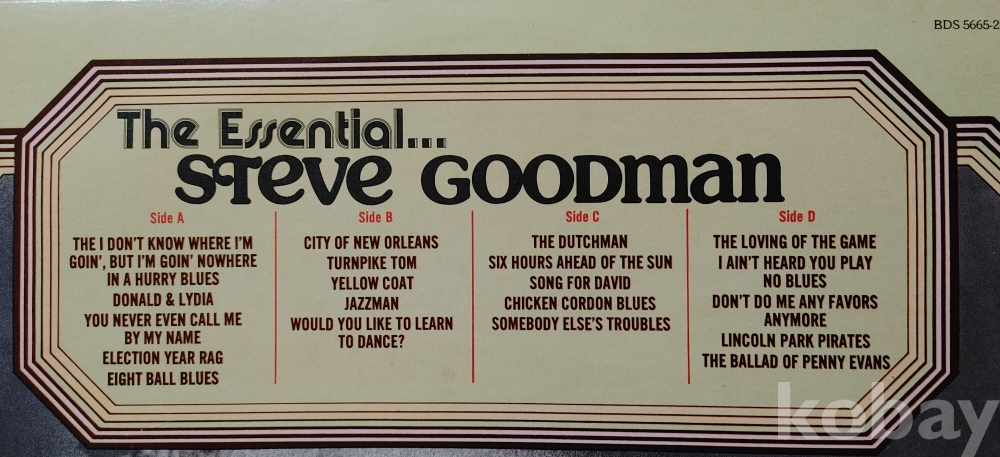 BDS 5665-2
The Essential...
STEVE GOODMAN
Side A
THE I DON'T KNOW WHERE I'M
GOIN', BUT I'M GOIN' NOWHERE
IN A HURRY BLUES
DONALD & LYDIA
YOU NEVER EVEN CALL ME
BY MY NAME
ELECTION YEAR RAG
EIGHT BALL BLUES
Side B
CITY OF NEW ORLEANS
TURNPIKE TOM
YELLOW COAT
JAZZMAN
WOULD YOU LIKE TO LEARN
TO DANCE?
Side C
THE DUTCHMAN
SIX HOURS AHEAD OF THE SUN
SONG FOR DAVID
CHICKEN CORDON BLUES
SOMEBODY ELSE'S TROUBLES
Side D
THE LOVING OF THE GAME
I AIN'T HEARD YOU PLAY
NO BLUES
DON'T DO ME ANY FAVORS
ANYMORE
LINCOLN PARK PIRATES
THE BALLAD OF PENNY EVANS
kobay